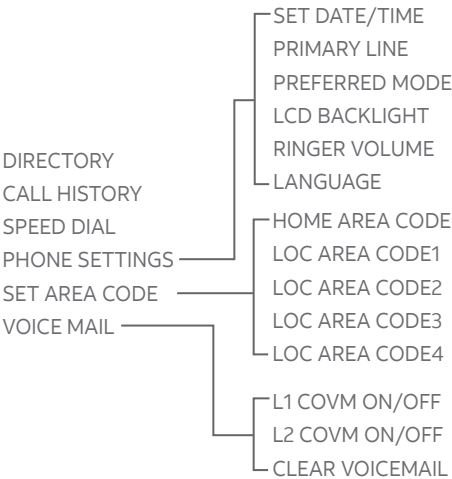 DIRECTORY
CALL HISTORY
SPEED DIAL
PHONE SETTINGS
SET AREA CODE
VOICE MAIL
SET DATE/TIME
PRIMARY LINE
PREFERRED MODE
LCD BACKLIGHT
RINGER VOLUME
LANGUAGE
HOME AREA CODE
LOC AREA CODE1
LOC AREA CODE2
LOC AREA CODE3
LOC AREA CODE4
L1 COVM ON/OFF
L2 COVM ON/OFF
CLEAR VOICEMAIL